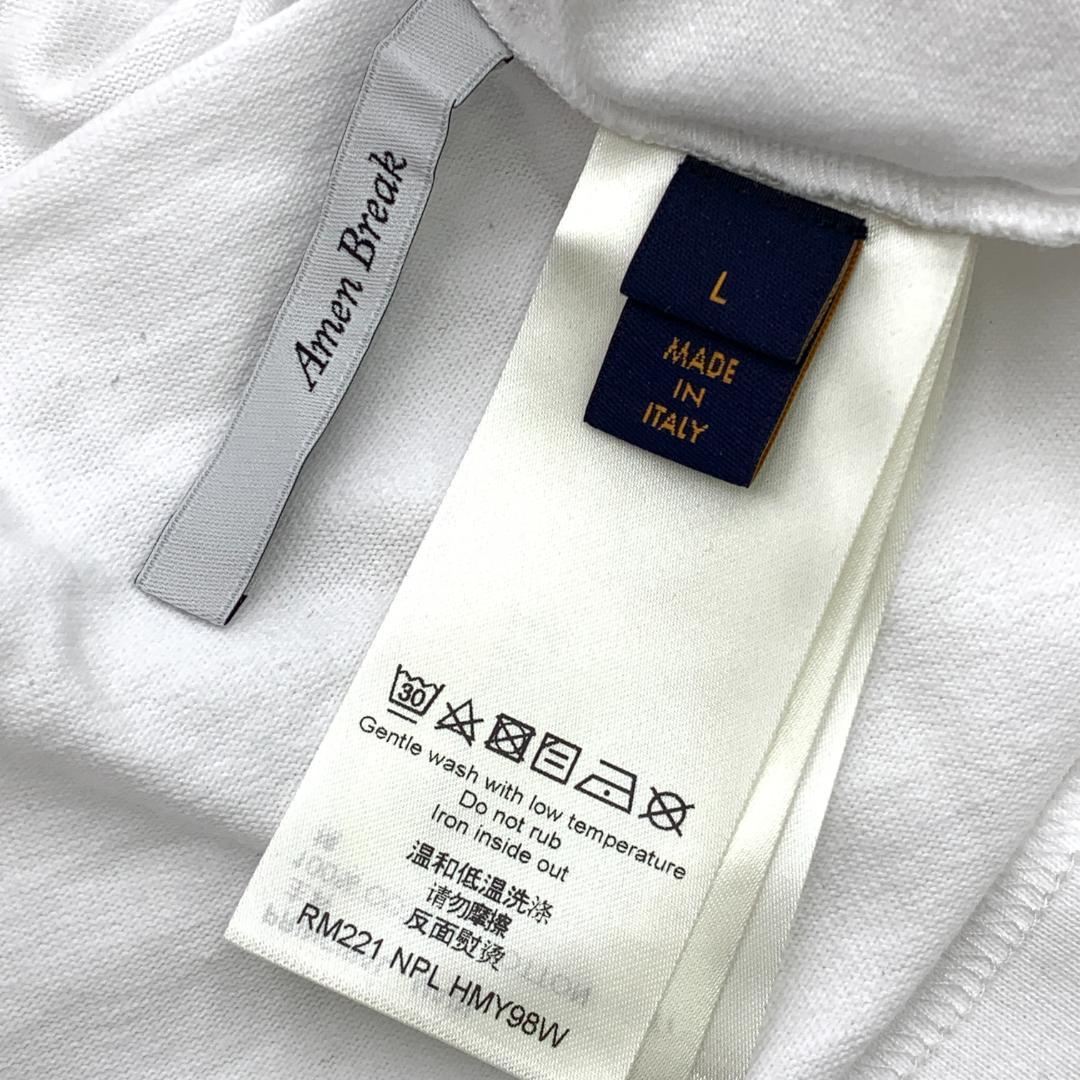 Amen Break
L
MADE
IN
ITALY
30
Gentle wash with low temperature
Do not rub
Iron inside out
温和低温洗涤
请勿摩擦
反面熨烫
RM221 NPL HMY98W